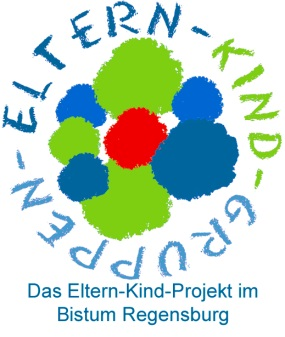 ELTERN-KIND-GRUPPEN-
Das Eltern-Kind-Projekt im
Bistum Regensburg